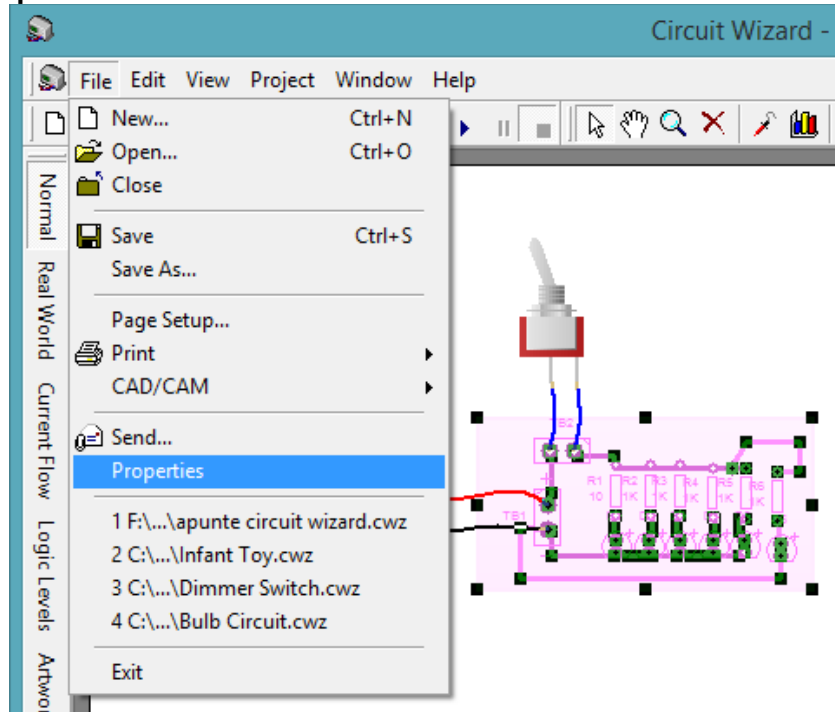 Circuit Wizard -
File Edit View Project Window Help
New... Ctrl+N
Open... Ctrl+O
Close
Save Ctrl+S
Save As...
Page Setup...
Print
CAD/CAM
Send...
Properties
1 F:\...\apunte circuit wizard.cwz
2 C:\...\Infant Toy.cwz
3 C:\...\Dimmer Switch.cwz
4 C:\...\Bulb Circuit.cwz
Exit
Normal
Real World
Current Flow
Logic Levels
Artwo
R1 R2 R3 R4 R5 R6
10 1K 1K 1K 1K
TB1